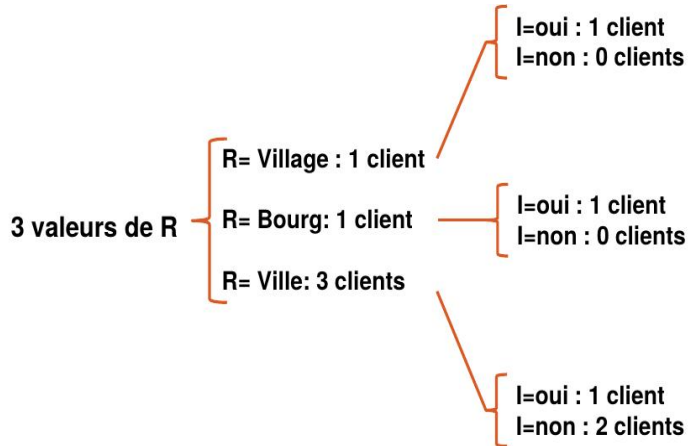 3 valeurs de R
R= Village : 1 client
R= Bourg: 1 client
R= Ville: 3 clients
I=oui : 1 client
I=non : 0 clients
I=oui : 1 client
I=non : 0 clients
I=oui : 1 client
I=non : 2 clients